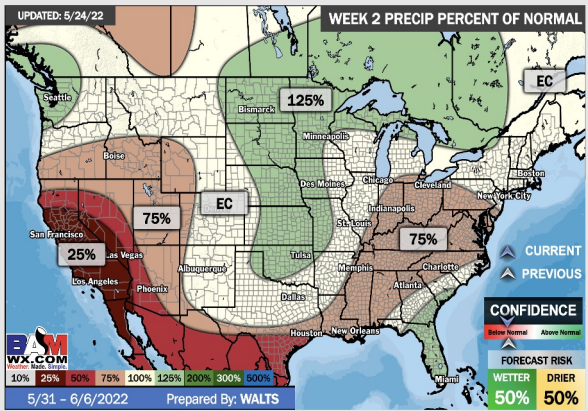 UPDATED: 5/24/22
WEEK 2 PRECIP PERCENT OF NORMAL
EC
Seattle
Bismarck
125%
Minneapolis
Boise
Boston
Des Moines
Chicago
Cleveland
New York City
EC
75%
Indianapolis
San Francisco
St. Louis
75%
25%
Las Vegas
Tulsa
CURRENT
Albuquerque
Memphis
Charlotte
PREVIOUS
Los Angeles
Phoenix
Dallas
Atlanta
CONFIDENCE
Below Normal
Above Normal
Houston
New Orleans
BAM
WX.COM
Weather. Made. Simple.
FORECAST RISK
10% 25% 50% 75% 100% 125% 200% 300% 500%
Miami
WETTER
50%
DRIER
50%
5/31 – 6/6/2022
Prepared By: WALTS